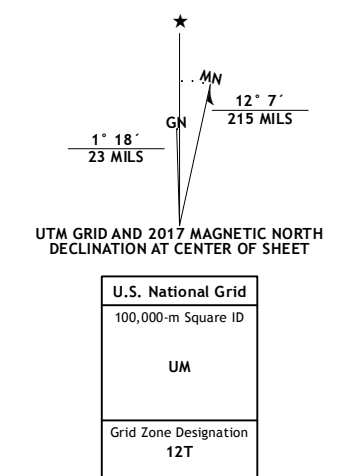 ★
MN
GN
12° 7´
215 MILS
1° 18´
23 MILS
UTM GRID AND 2017 MAGNETIC NORTH
DECLINATION AT CENTER OF SHEET
U.S. National Grid
100,000-m Square ID
UM
Grid Zone Designation
12T